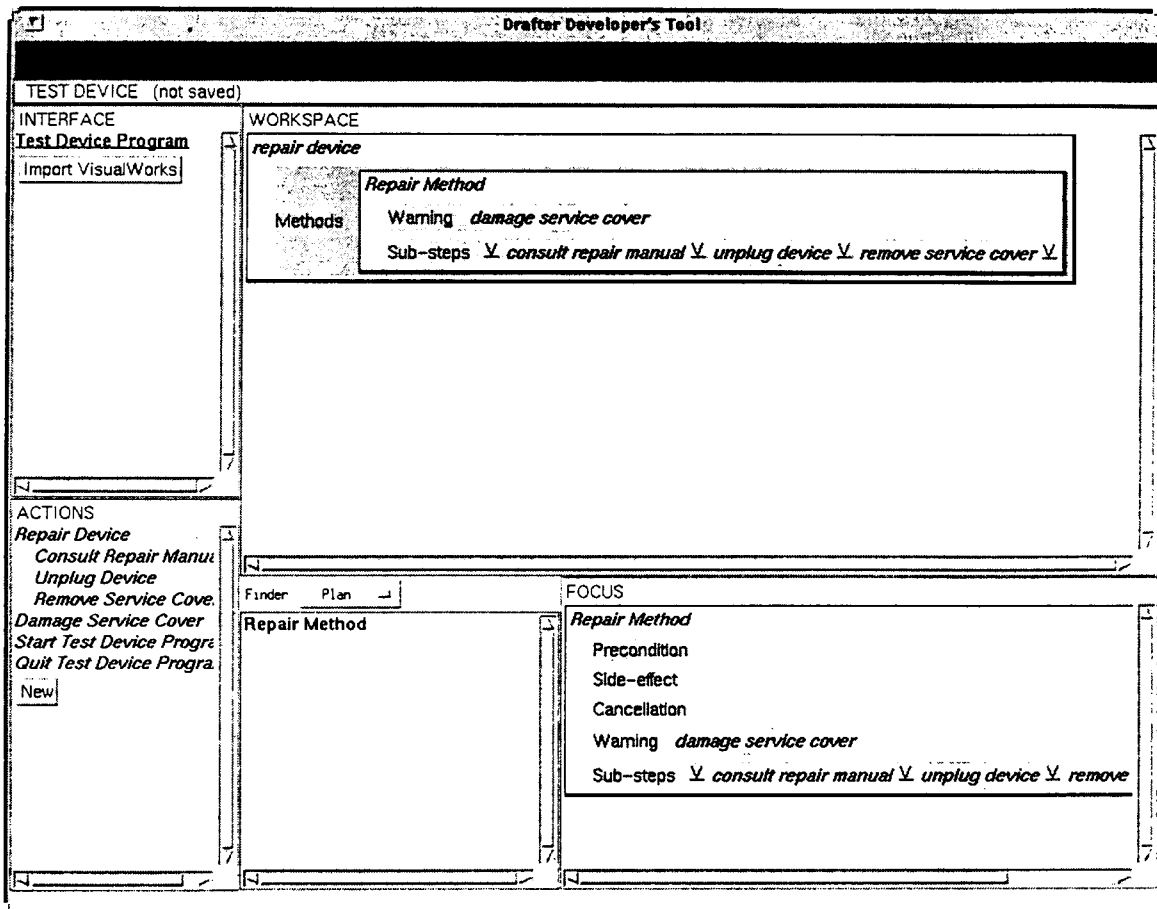 Drafter Developer's Tool
TEST DEVICE (not saved)
INTERFACE
Test Device Program
Import VisualWorks
WORKSPACE
repair device
Repair Method
Methods
Warning damage service cover
Sub-steps consult repair manual unplug device remove service cover
ACTIONS
Repair Device
Consult Repair Manua
Unplug Device
Remove Service Cove
Damage Service Cover
Start Test Device Progra
Quit Test Device Progra
New
Finder Plan
Repair Method
FOCUS
Repair Method
Precondition
Side-effect
Cancellation
Warning damage service cover
Sub-steps consult repair manual unplug device remove